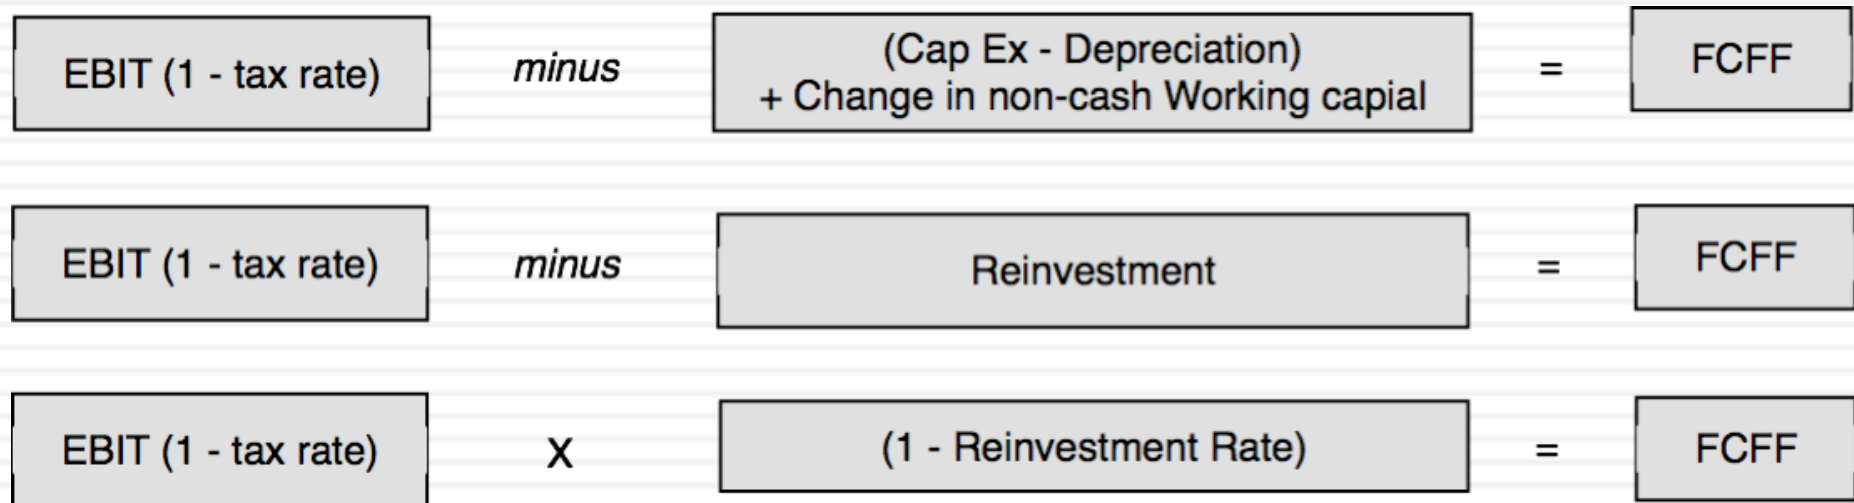 EBIT (1 - tax rate) minus (Cap Ex - Depreciation) = FCFF
+ Change in non-cash Working capial
EBIT (1 - tax rate) minus Reinvestment = FCFF
EBIT (1 - tax rate) X (1 - Reinvestment Rate) = FCFF